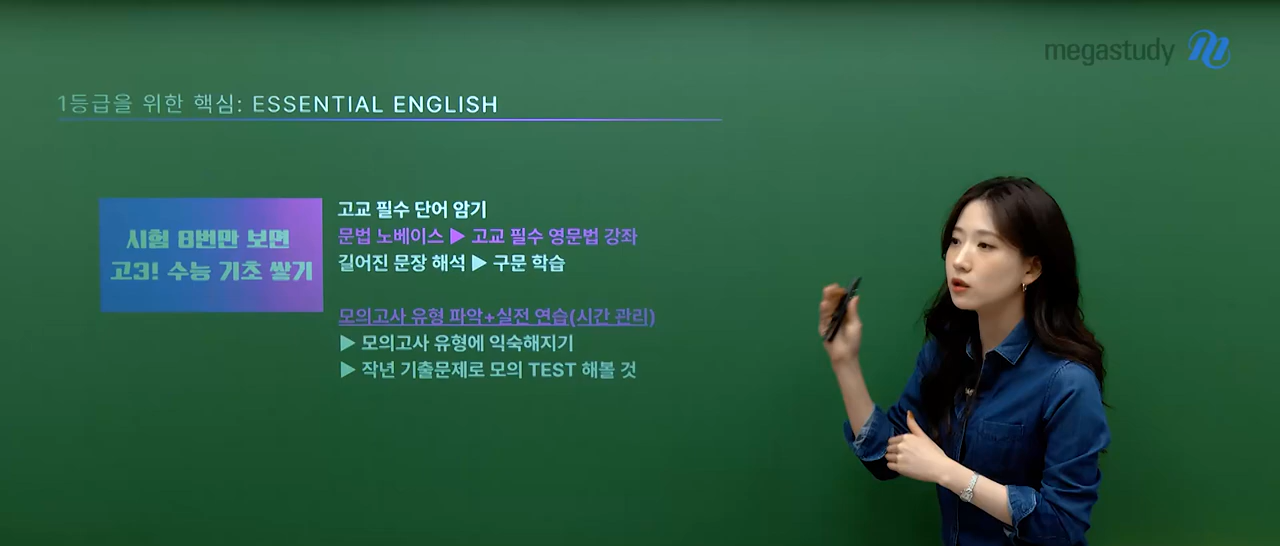 megastudy
1등급을 위한 핵심: ESSENTIAL ENGLISH
시험 8번만 보면
고3! 수능 기초 쌓기
고교 필수 단어 암기
문법 노베이스 ▶ 고교 필수 영문법 강좌
길어진 문장 해석 ▶ 구문 학습
모의고사 유형 파악+실전 연습(시간 관리)
▶ 모의고사 유형에 익숙해지기
▶ 작년 기출문제로 모의 TEST 해볼 것